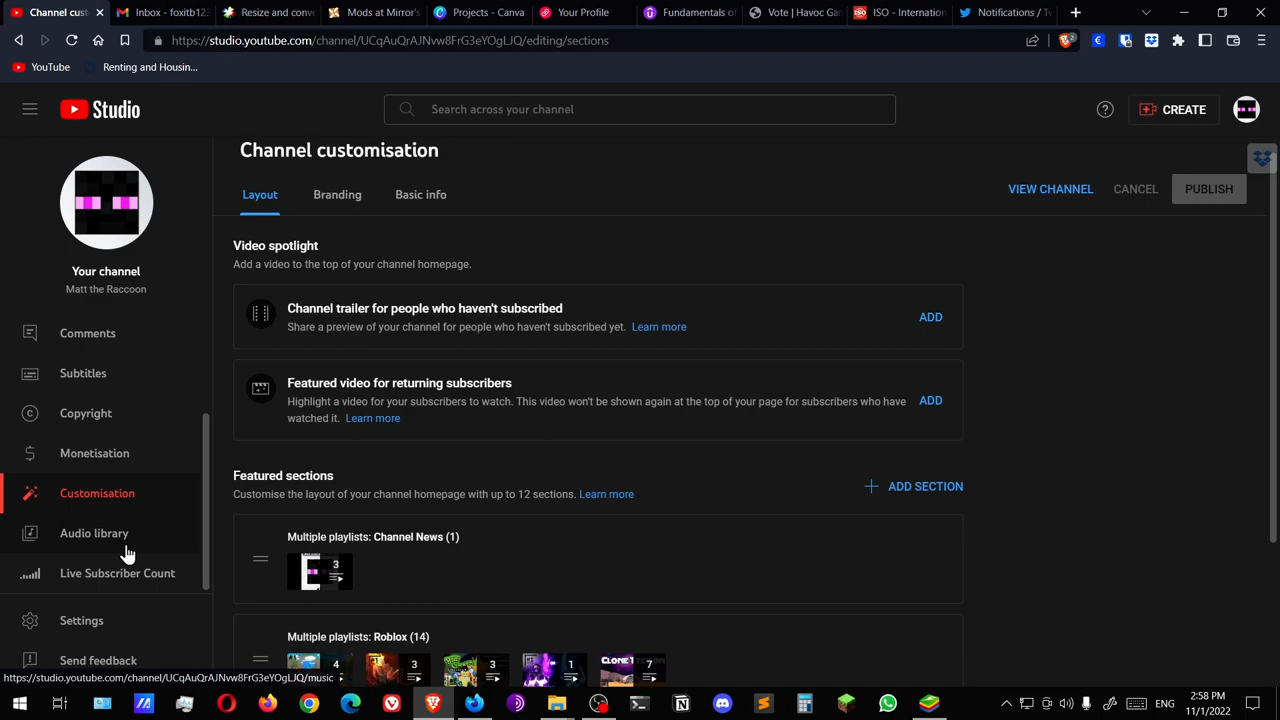 Channel cus
Inbox - foxitb123
Resize and conve
Mods at Mirror's
Projects - Canva
Your Profile
Fundamentals of
Vote | Havoc Gam
ISO - Internation
Notifications / Tw
https://studio.youtube.com/channel/UCqAuQrAJNvw8FrG3eYOgLJQ/editing/sections
2
YouTube
Renting and Housin...
Studio
Search across your channel
CREATE
Channel customisation
Layout
Branding
Basic info
VIEW CHANNEL
CANCEL
PUBLISH
Your channel
Matt the Raccoon
Comments
Subtitles
Copyright
Monetisation
Customisation
Audio library
Live Subscriber Count
Settings
Send feedback
Video spotlight
Add a video to the top of your channel homepage.
Channel trailer for people who haven't subscribed
Share a preview of your channel for people who haven't subscribed yet. Learn more
ADD
Featured video for returning subscribers
Highlight a video for your subscribers to watch. This video won't be shown again at the top of your page for subscribers who have
watched it. Learn more
ADD
Featured sections
Customise the layout of your channel homepage with up to 12 sections. Learn more
ADD SECTION
Multiple playlists: Channel News (1)
3
Multiple playlists: Roblox (14)
4
3
3
1
CLONE TYCOON
7
https://studio.youtube.com/channel/UCqAuQrAJNvw8FrG3eYOgLJQ/music
ENG
2:58 PM
11/1/2022